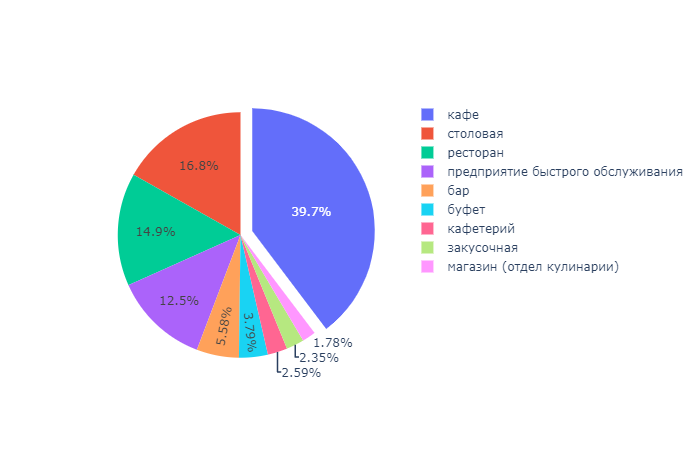 кафе
столовая
ресторан
предприятие быстрого обслуживания
бар
буфет
кафетерий
закусочная
магазин (отдел кулинарии)
39.7%
16.8%
14.9%
12.5%
5.58%
3.79%
2.59%
2.35%
1.78%